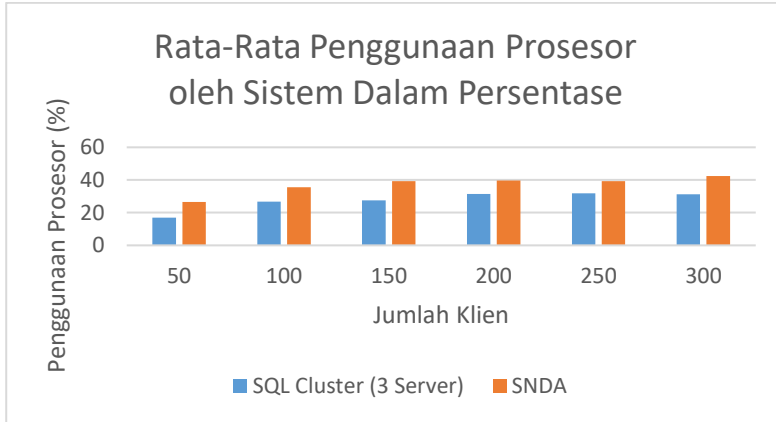 Rata-Rata Penggunaan Prosesor
oleh Sistem Dalam Persentase
Penggunaan Prosesor (%)
60
40
20
0
50 100 150 200 250 300
Jumlah Klien
SQL Cluster (3 Server) SNDA